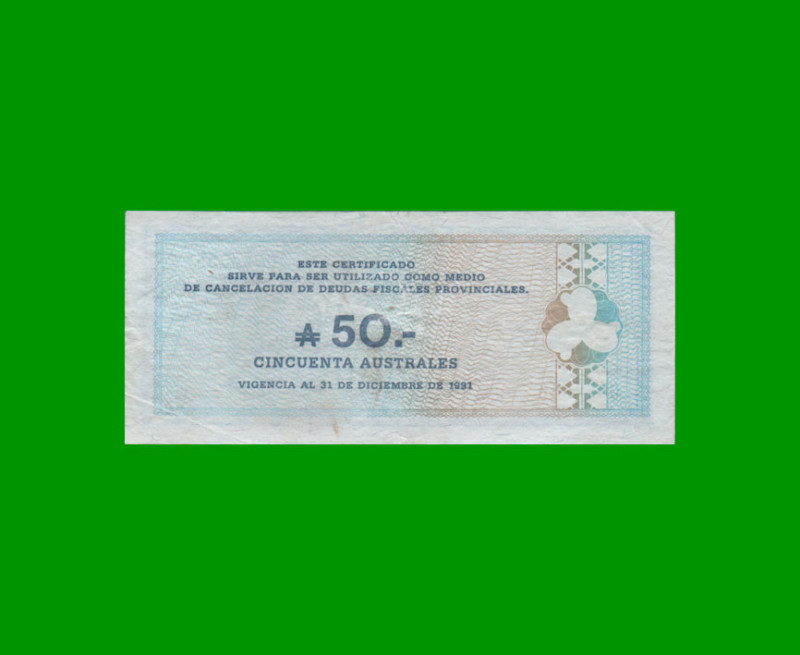 ESTE CERTIFICADO
SIRVE PARA SER UTILIZADO COMO MEDIO
DE CANCELACION DE DEUDAS FISCALES PROVINCIALES.
₳ 50.-
CINCUENTA AUSTRALES
VIGENCIA AL 31 DE DICIEMBRE DE 1991